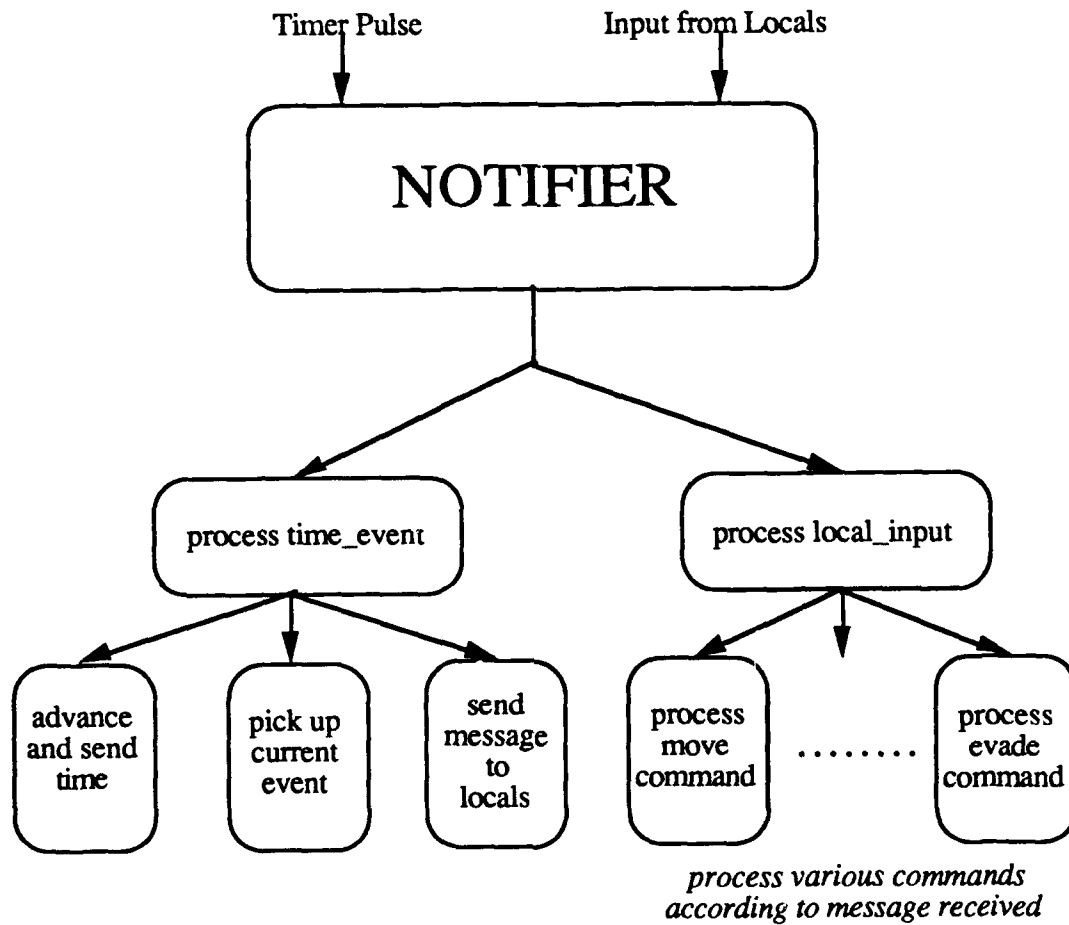 Timer Pulse
Input from Locals
NOTIFIER
process time_event
process local_input
advance
and send
time
pick up
current
event
send
message
to
locals
process
move
command
........
process
evade
command
process various commands
according to message received